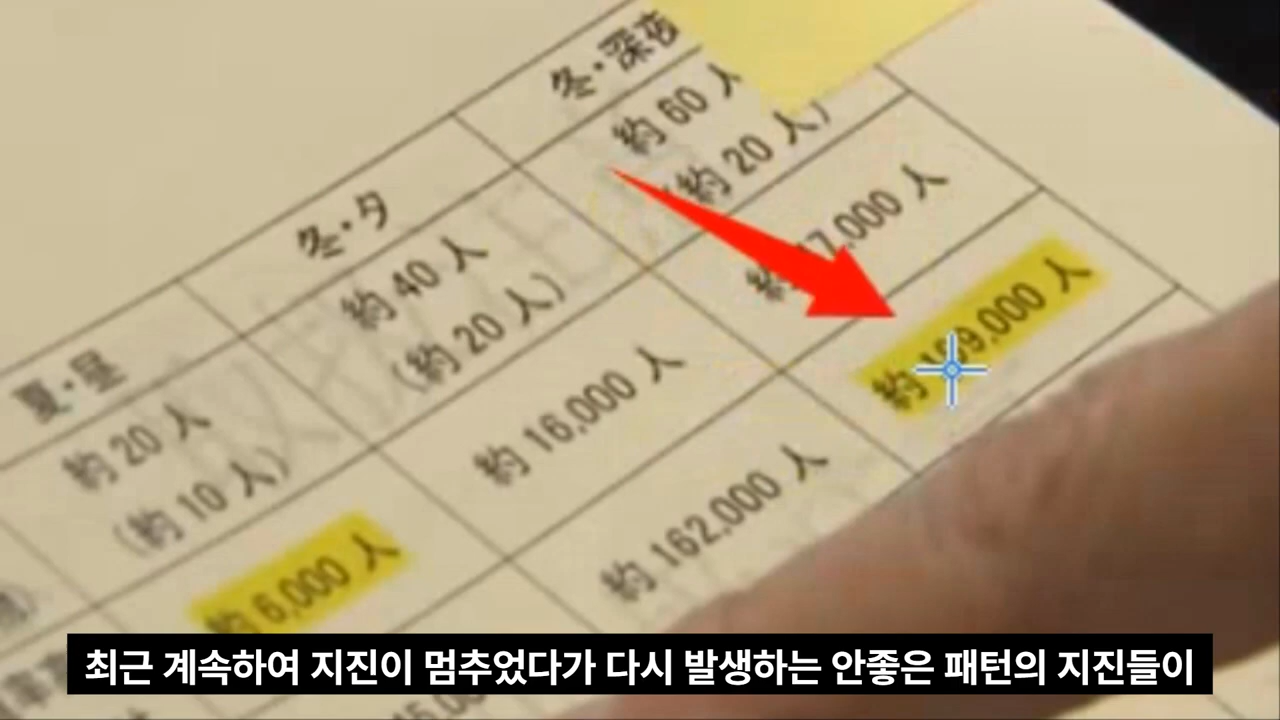 冬・深夜
冬・夕
夏・昼
約 60 人
(約 20 人)
約 40 人
(約 20 人)
約 20 人
(約 10 人)
約 16,000 人
約 6,000 人
約 162,000 人
최근 계속하여 지진이 멈추었다가 다시 발생하는 안좋은 패턴의 지진들이